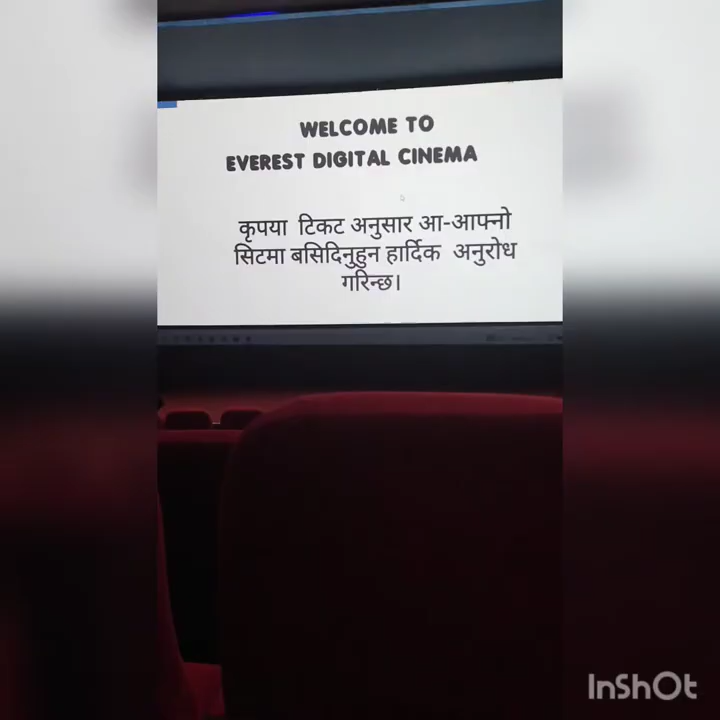 WELCOME TO
EVEREST DIGITAL CINEMA
कृपया टिकट अनुसार आ-आफ्नो
सिटमा बसिदिनुहुन हार्दिक अनुरोध
गरिन्छ।
InShOt